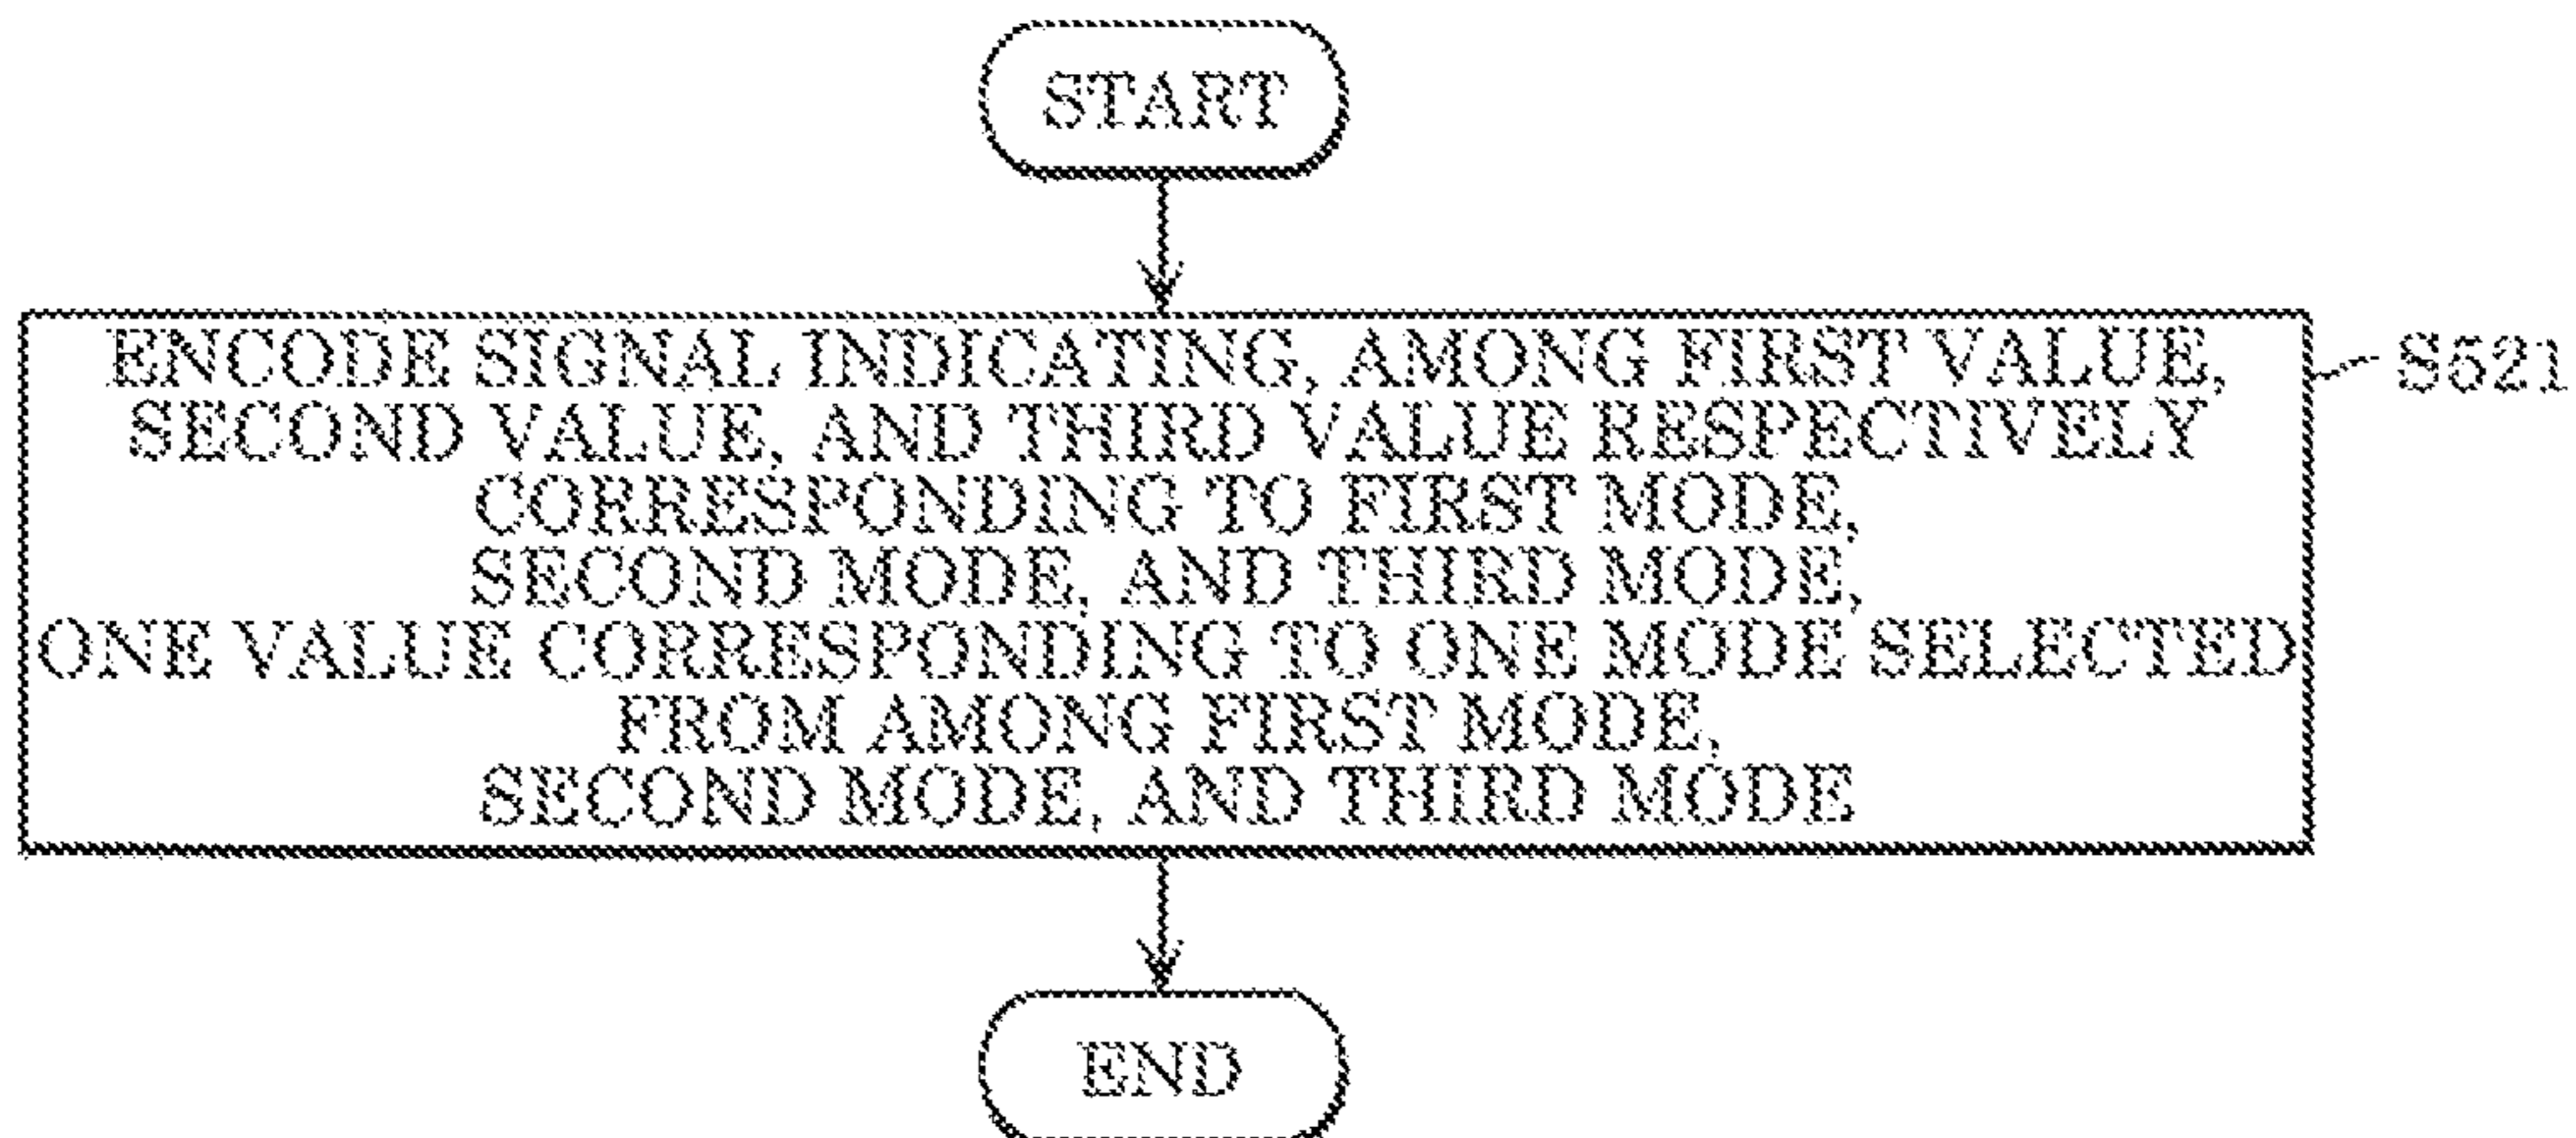 START
ENCODE SIGNAL INDICATING, AMONG FIRST VALUE,
SECOND VALUE, AND THIRD VALUE RESPECTIVELY
CORRESPONDING TO FIRST MODE,
SECOND MODE, AND THIRD MODE,
ONE VALUE CORRESPONDING TO ONE MODE SELECTED
FROM AMONG FIRST MODE,
SECOND MODE, AND THIRD MODE
S521
END